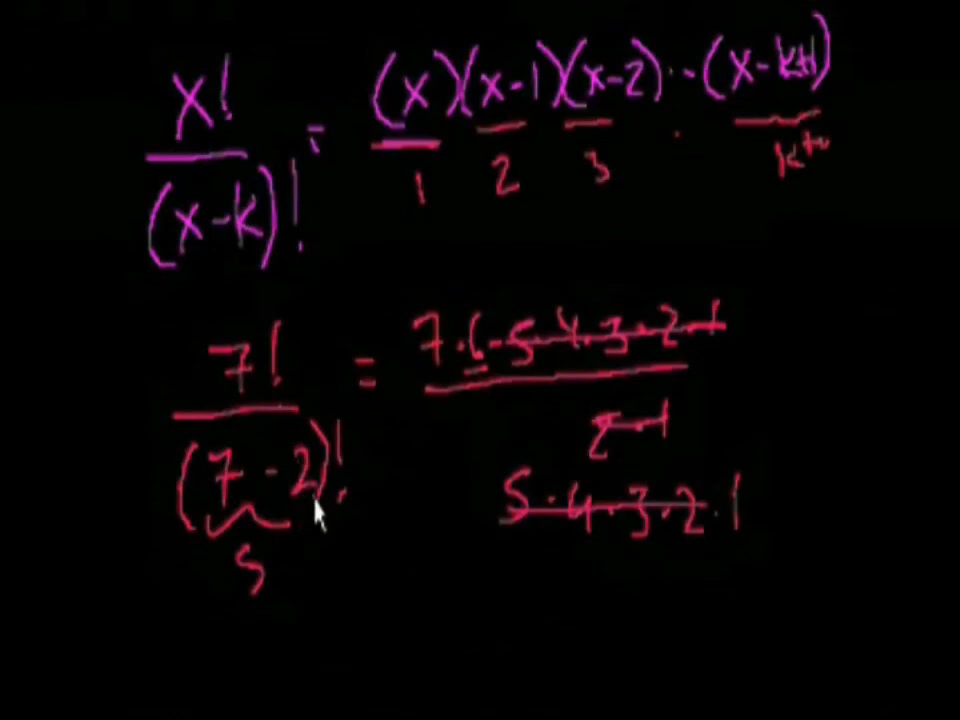 x! / (x-k)! = (x)(x-1)(x-2)··(x-k+1)
1 2 3 · kth
7! / (7-2)! = 7·6·5·4·3·2·1
2·1
5·4·3·2·1
5